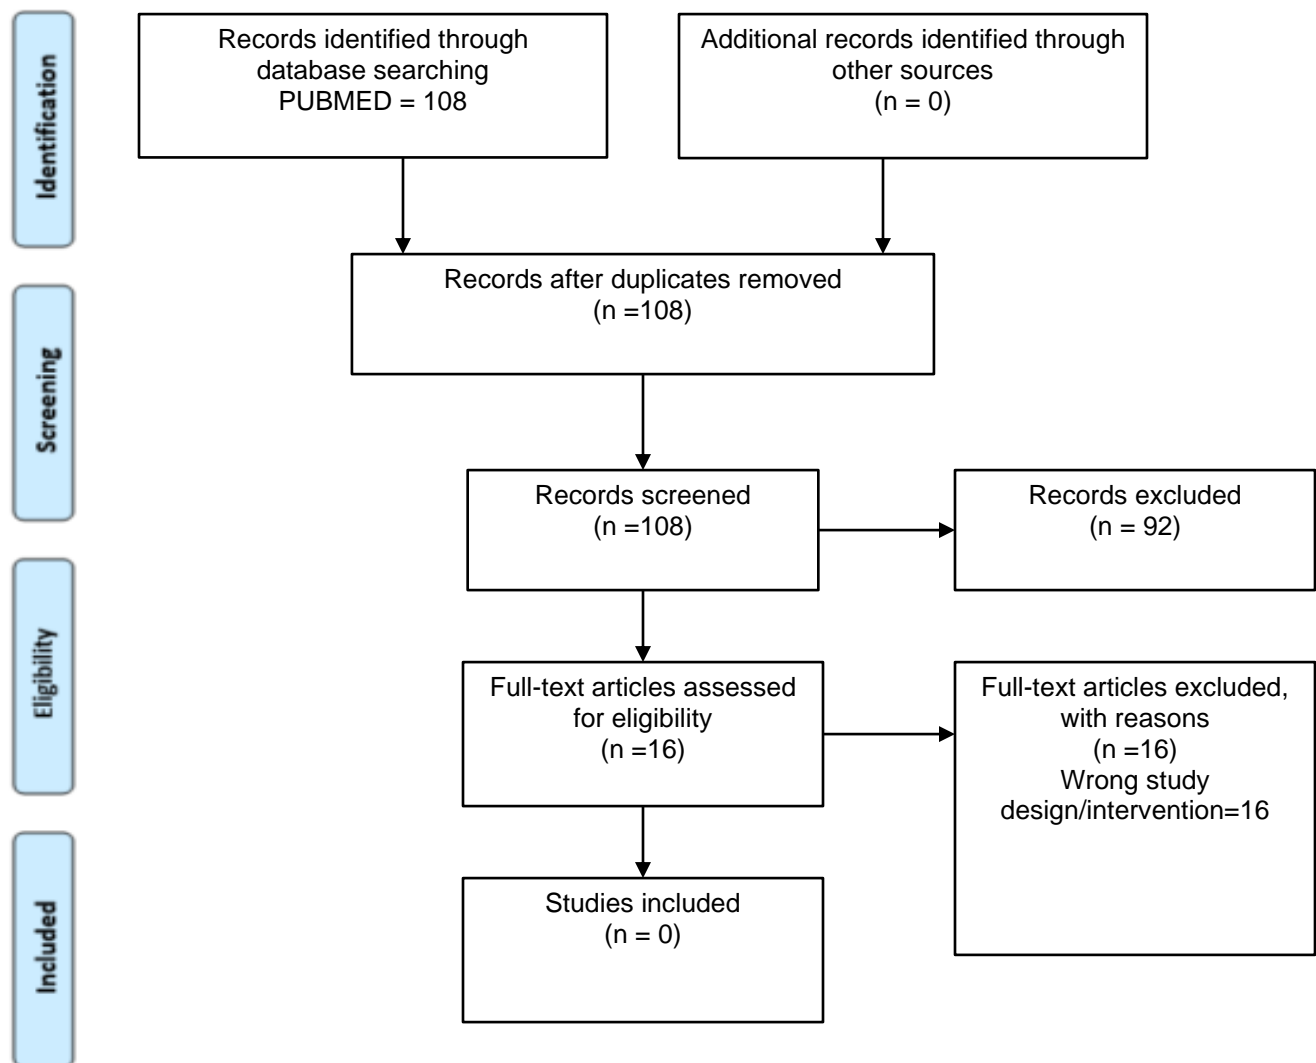 Identification
Records identified through
database searching
PUBMED = 108
Additional records identified through
other sources
(n = 0)
Records after duplicates removed
(n =108)
Screening
Records screened
(n =108)
Records excluded
(n = 92)
Eligibility
Full-text articles assessed
for eligibility
(n =16)
Full-text articles excluded,
with reasons
(n =16)
Wrong study
design/intervention=16
Included
Studies included
(n = 0)